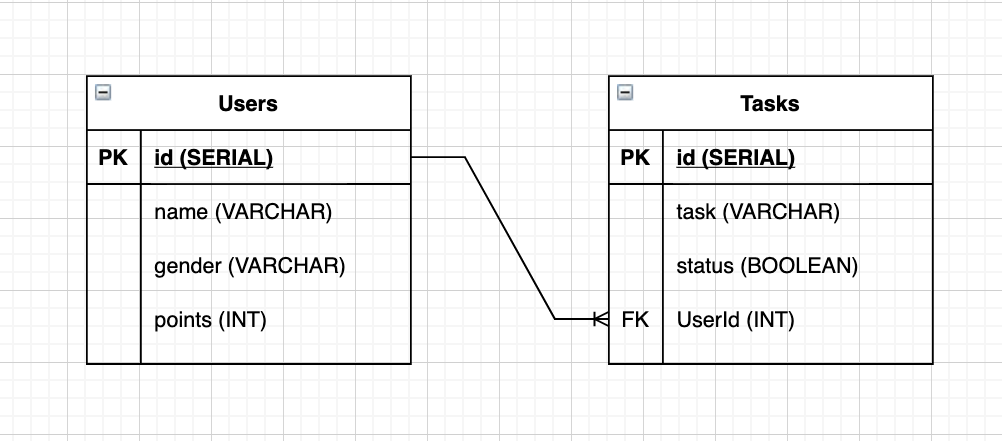 Users
PK id (SERIAL)
name (VARCHAR)
gender (VARCHAR)
points (INT)
Tasks
PK id (SERIAL)
task (VARCHAR)
status (BOOLEAN)
FK UserId (INT)